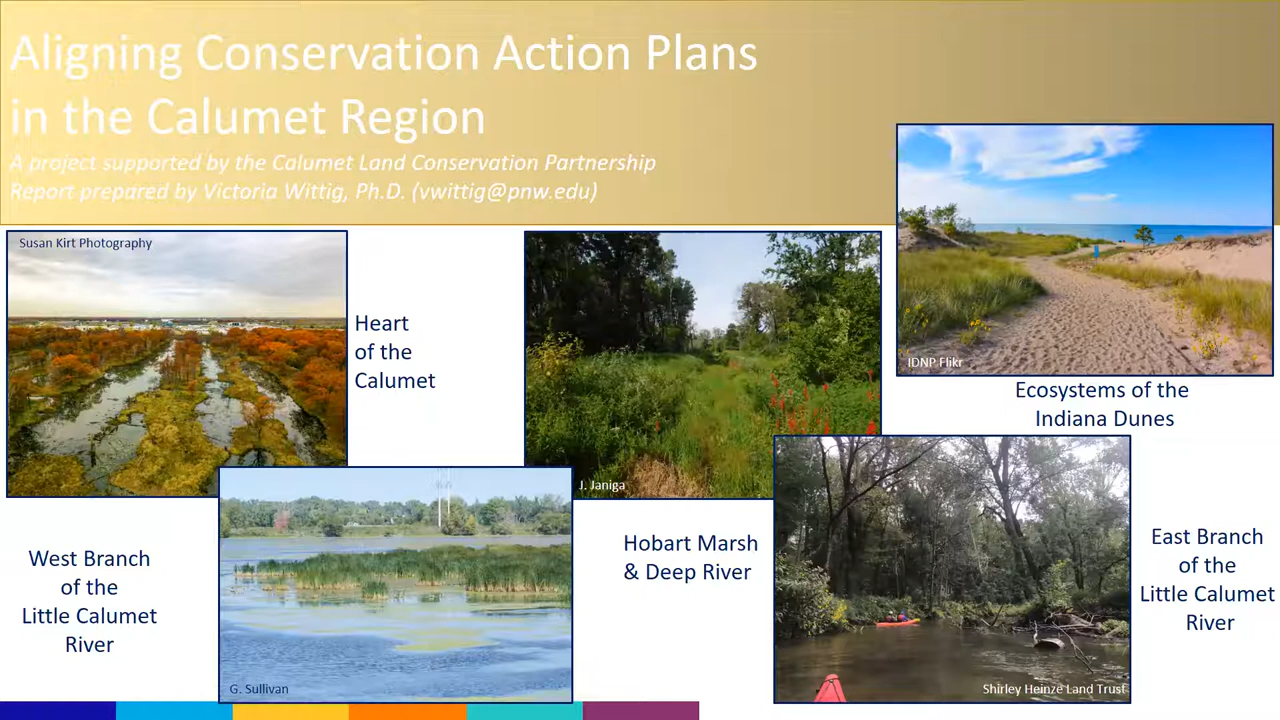 Aligning Conservation Action Plans
in the Calumet Region
A project supported by the Calumet Land Conservation Partnership
Report prepared by Victoria Wittig, Ph.D. (vwittig@pnw.edu)
Susan Kirt Photography
Heart
of the
Calumet
J. Janiga
IDNP Flikr
Ecosystems of the
Indiana Dunes
West Branch
of the
Little Calumet
River
G. Sullivan
Hobart Marsh
& Deep River
Shirley Heinze Land Trust
East Branch
of the
Little Calumet
River